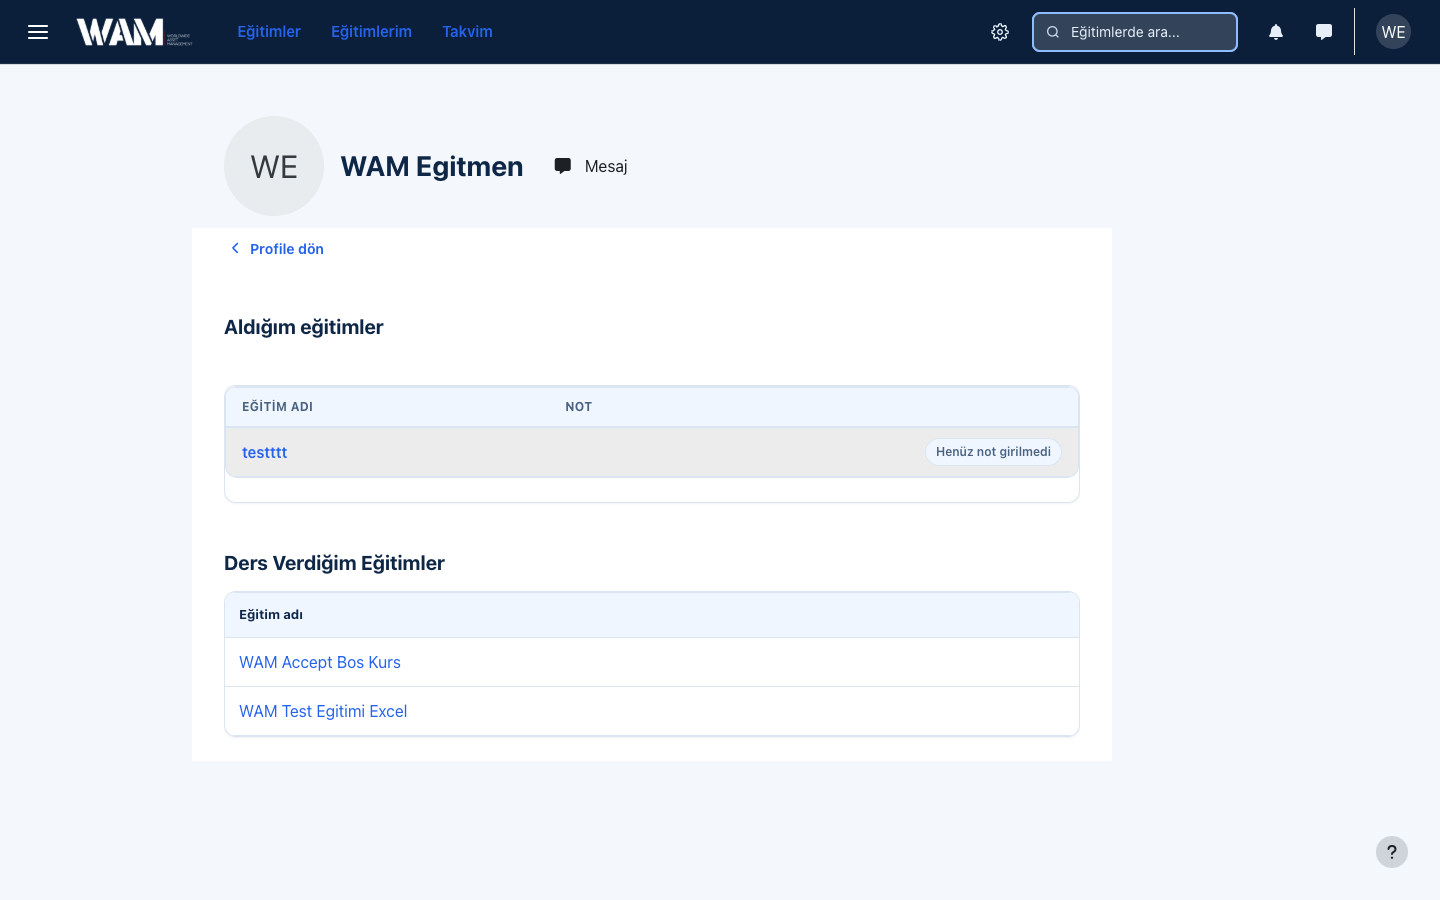 WAM
Eğitimler
Eğitimlerim
Takvim
Eğitimlerde ara...
WE
WE
WAM Egitmen
Mesaj
Profile dön
Aldığım eğitimler
EĞİTİM ADI
NOT
testttt
Henüz not girilmedi
Ders Verdiğim Eğitimler
Eğitim adı
WAM Accept Bos Kurs
WAM Test Egitimi Excel
?